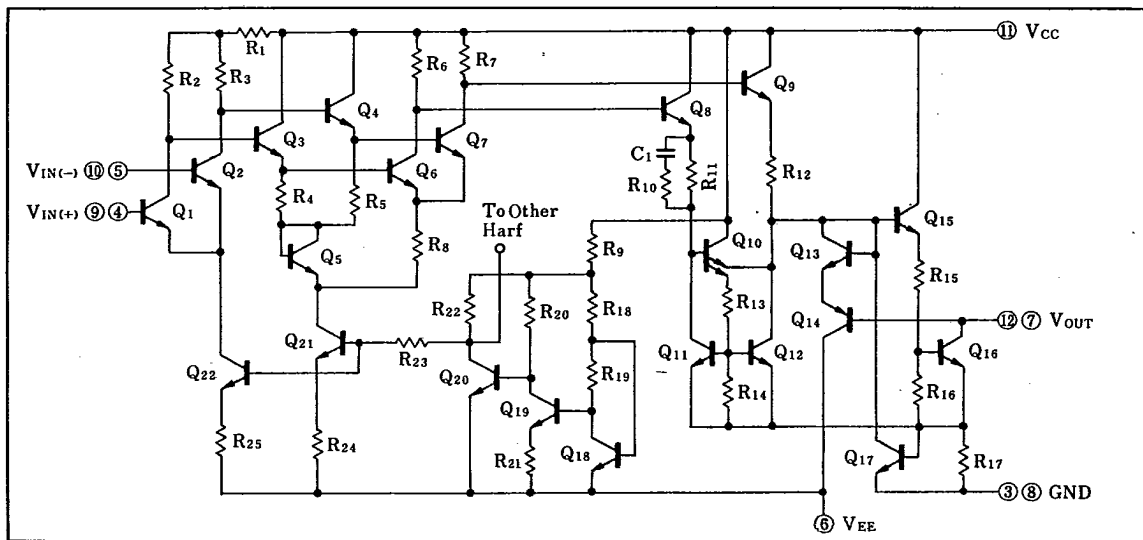 R1
⑪ VCC
R2
R3
R6
R7
Q9
Q4
Q8
Q3
Q7
C1
R11
VIN(−) ⑩ ⑤
Q2
Q6
R10
R12
R4
VIN(+) ⑨ ④
Q1
R5
To Other
Harf
Q15
R8
R9
Q10
Q13
Q5
R15
R22
R20
R18
R13
Q14
⑫ ⑦ VOUT
Q21
R23
Q11
Q12
Q16
Q22
Q20
R19
R14
R16
Q19
R25
R24
R21
Q18
Q17
R17
③ ⑧ GND
⑥ VEE